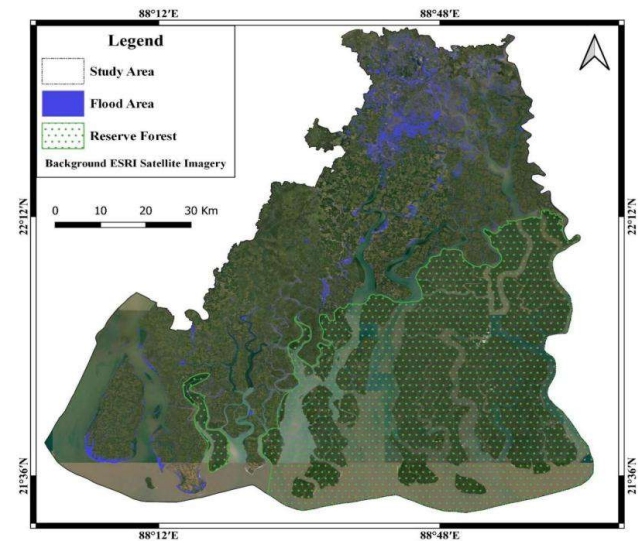 88°12′E 88°48′E
Legend
Study Area
Flood Area
Reserve Forest
Background ESRI Satellite Imagery
0 10 20 30 Km
22°12′N 22°12′N
21°36′N 21°36′N
88°12′E 88°48′E